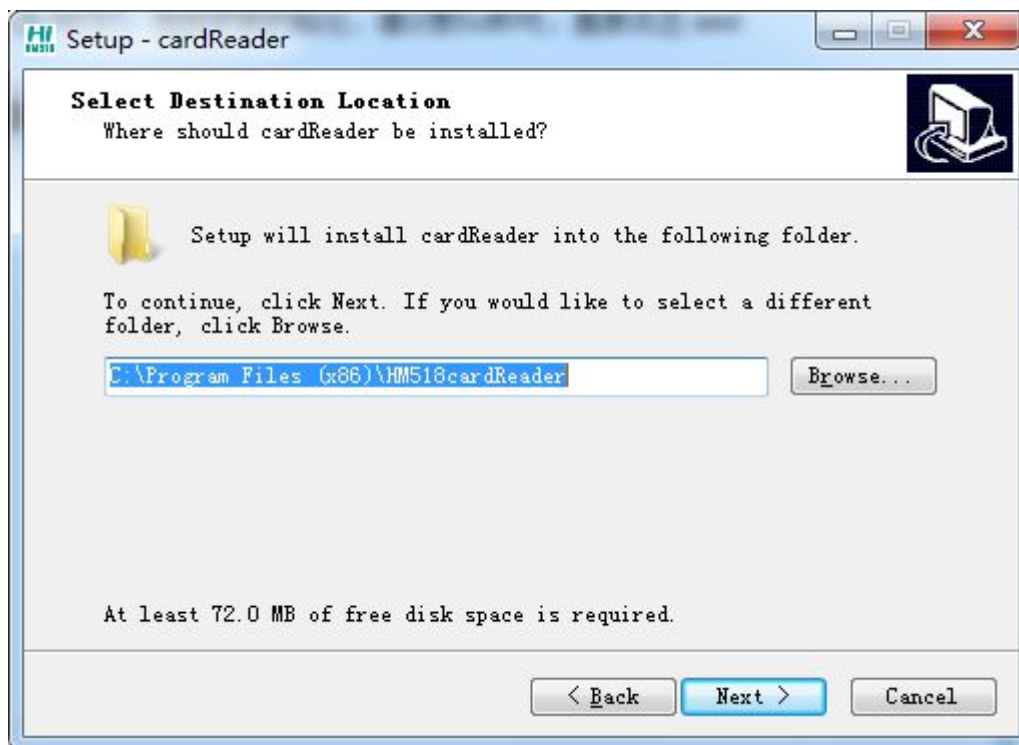 HM518
Setup - cardReader
Select Destination Location
Where should cardReader be installed?
Setup will install cardReader into the following folder.
To continue, click Next. If you would like to select a different
folder, click Browse.
C:\Program Files (x86)\HM518cardReader
Browse...
At least 72.0 MB of free disk space is required.
< Back
Next >
Cancel